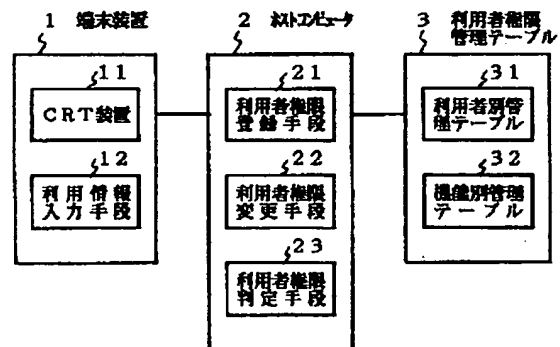 1 端末装置
2 ホストコンピュータ
3 利用者権限
管理テーブル
11
CRT装置
12
利用情報
入力手段
21
利用者権限
登録手段
22
利用者権限
変更手段
23
利用者権限
判定手段
31
利用者別管
理テーブル
32
機能別管理
テーブル